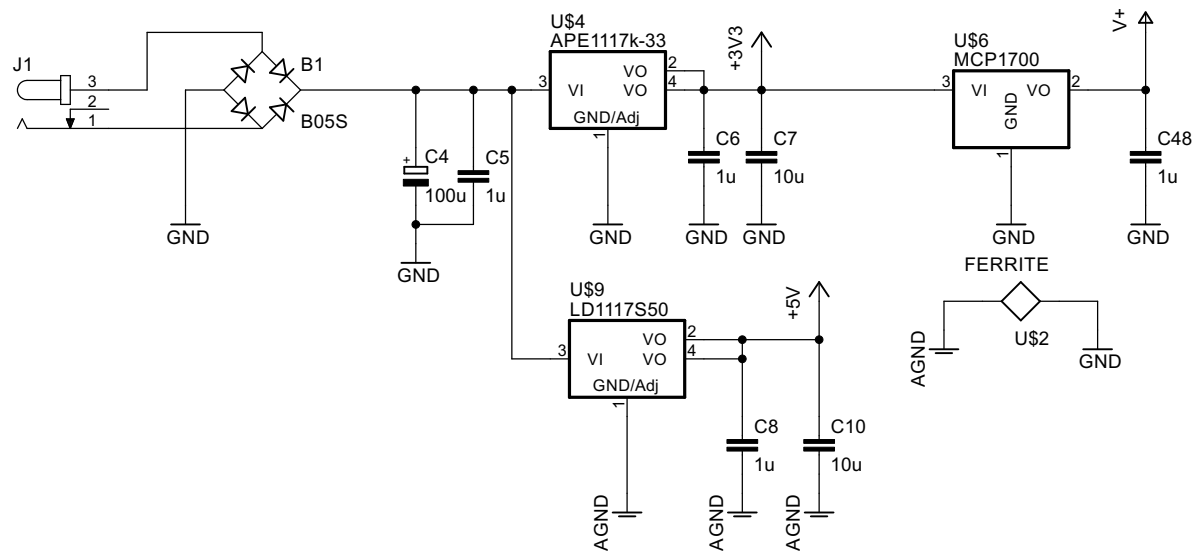 J1
3
2
1
B1
B05S
GND
+
C4
100u
C5
1u
GND
U$4
APE1117k-33
3
VI
VO
2
VO
4
GND/Adj
1
GND
+3V3
C6
1u
GND
C7
10u
GND
U$6
MCP1700
3
VI
GND
VO
2
1
GND
V+
C48
1u
GND
U$9
LD1117S50
3
VI
VO
2
VO
4
GND/Adj
1
AGND
+5V
C8
1u
AGND
C10
10u
AGND
FERRITE
AGND
U$2
GND